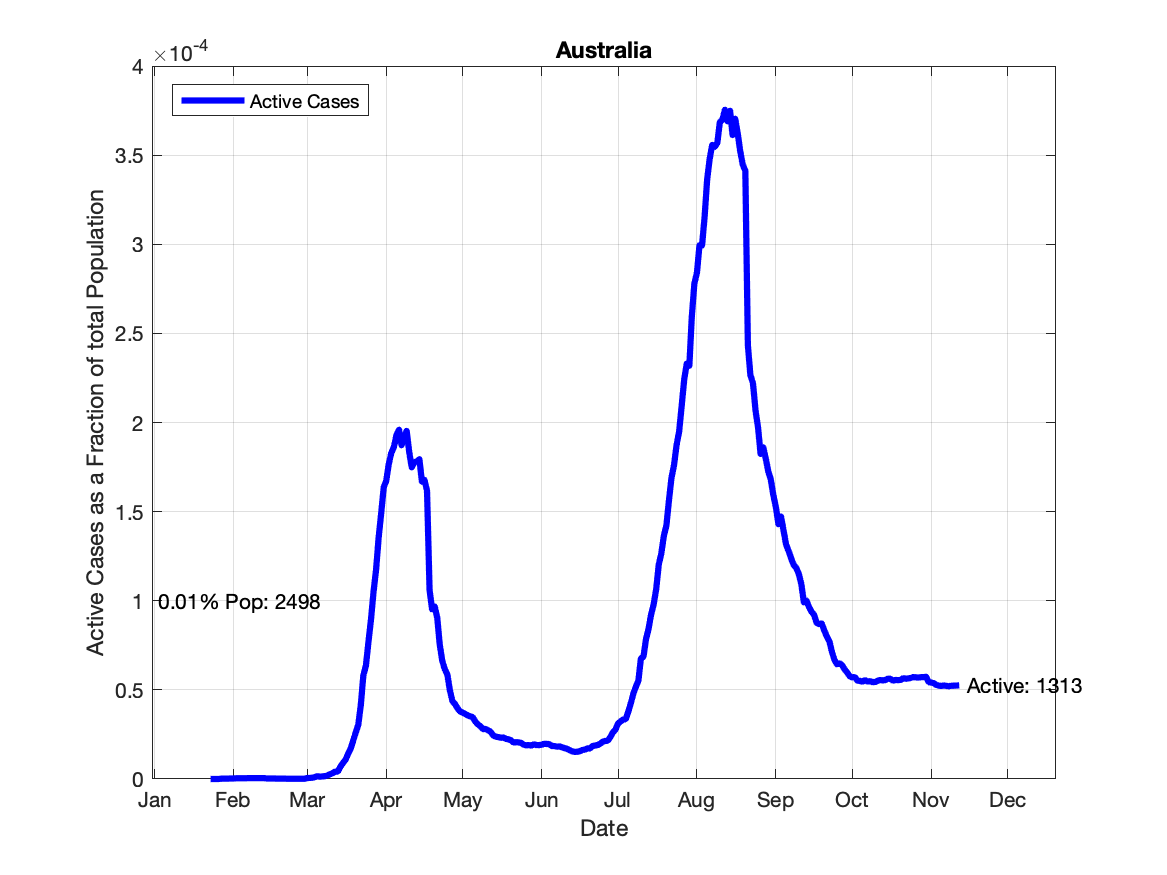 Australia
×10⁻⁴
Active Cases
4
3.5
3
2.5
2
1.5
1
0.5
0
Active Cases as a Fraction of total Population
0.01% Pop: 2498
Active: 1313
Jan Feb Mar Apr May Jun Jul Aug Sep Oct Nov Dec
Date